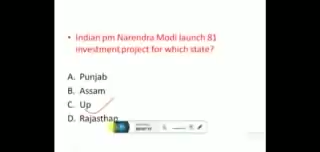 Indian pm Narendra Modi launch 81
investment project for which state?
A. Punjab
B. Assam
C. Up
D. Rajasthan